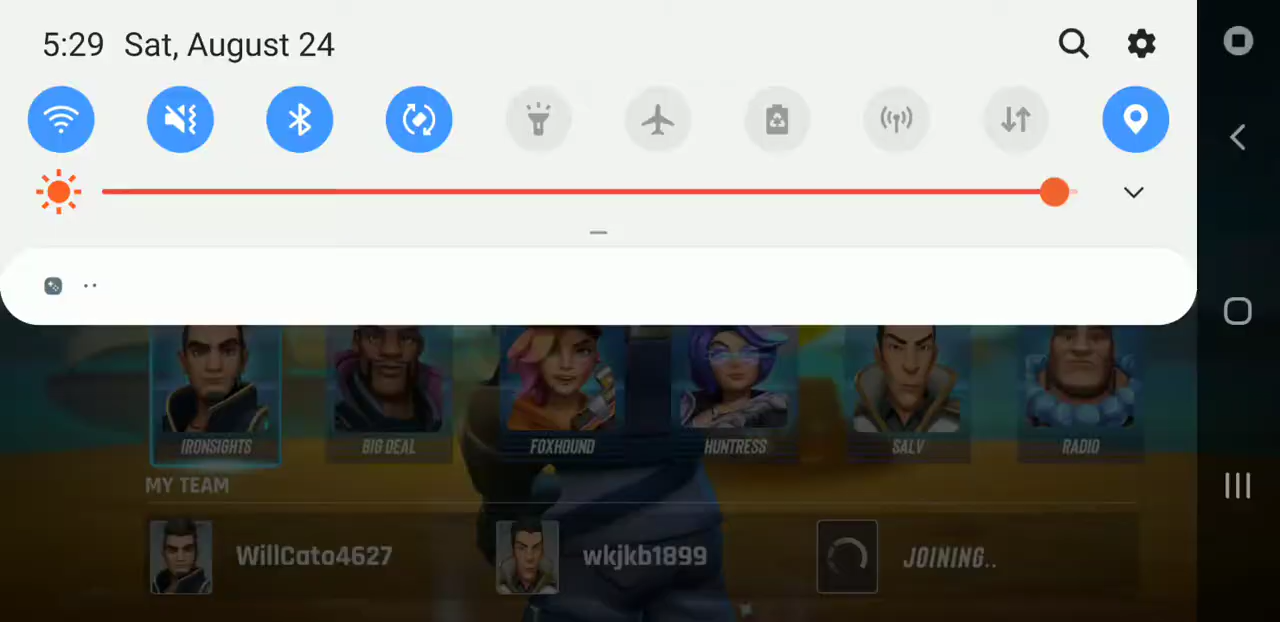 5:29 Sat, August 24
IRONSIGHTS BIG DEAL FOXHOUND HUNTRESS SALV RADIO
MY TEAM
WillCato4627 wkjkb1899 JOINING..